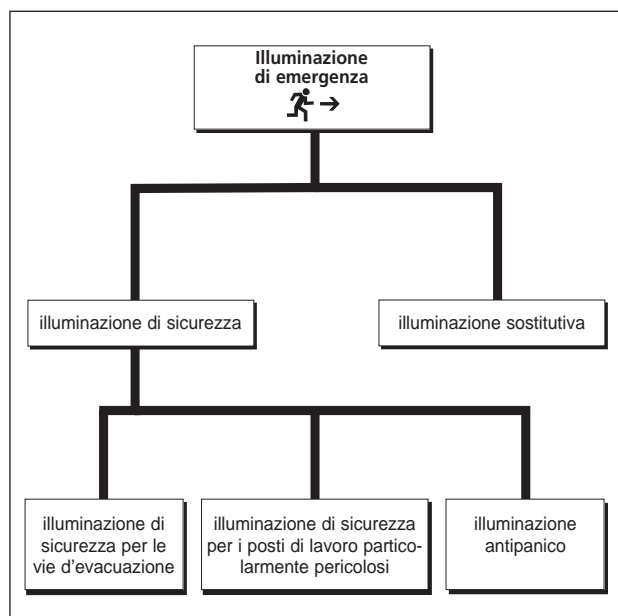 Illuminazione
di emergenza
illuminazione di sicurezza
illuminazione sostitutiva
illuminazione di
sicurezza per le
vie d'evacuazione
illuminazione di sicurezza
per i posti di lavoro partico-
larmente pericolosi
illuminazione
antipanico